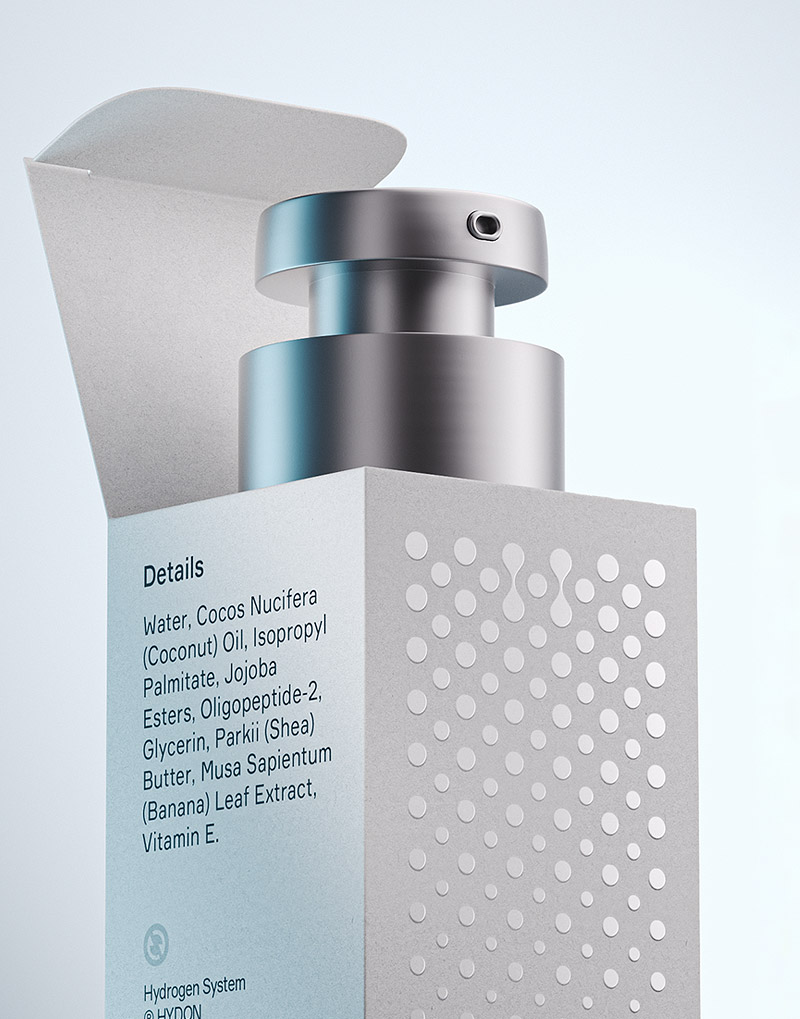 Details
Water, Cocos Nucifera
(Coconut) Oil, Isopropyl
Palmitate, Jojoba
Esters, Oligopeptide-2,
Glycerin, Parkii (Shea)
Butter, Musa Sapientum
(Banana) Leaf Extract,
Vitamin E.
Hydrogen System
© HYDON